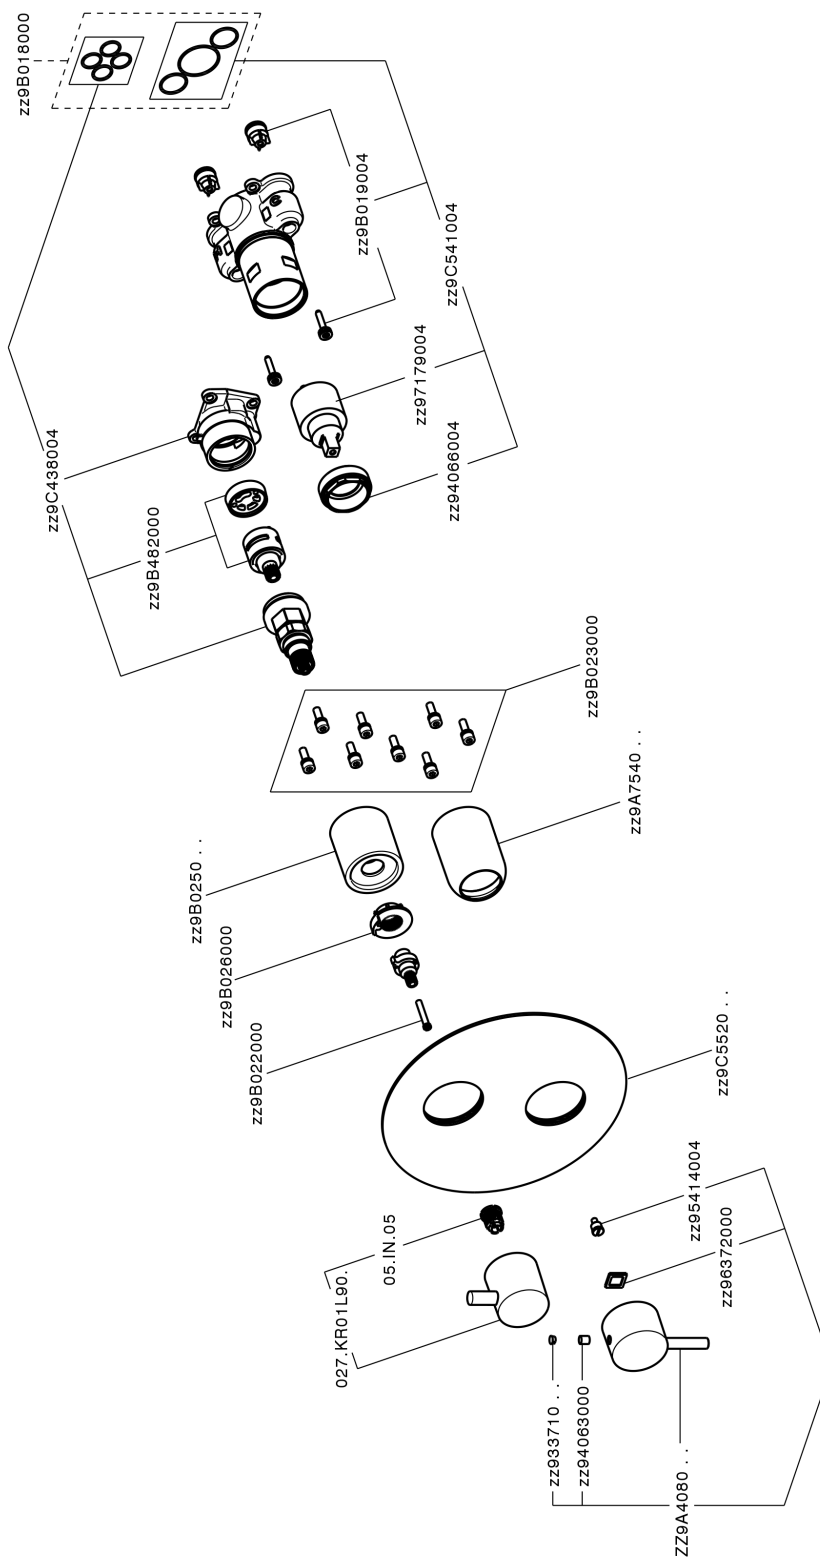 zz9B018000
zz9B019004
zz9C541004
zz97179004
zz94066004
zz9C438004
zz9B482000
zz9B023000
zz9A7540 . .
zz9B0250 . .
zz9B026000
zz9B022000
zz9C5520 . .
05.IN.05
027.KR01L90.
zz95414004
zz96372000
zz933710 . .
zz94063000
ZZ9A4080 . .